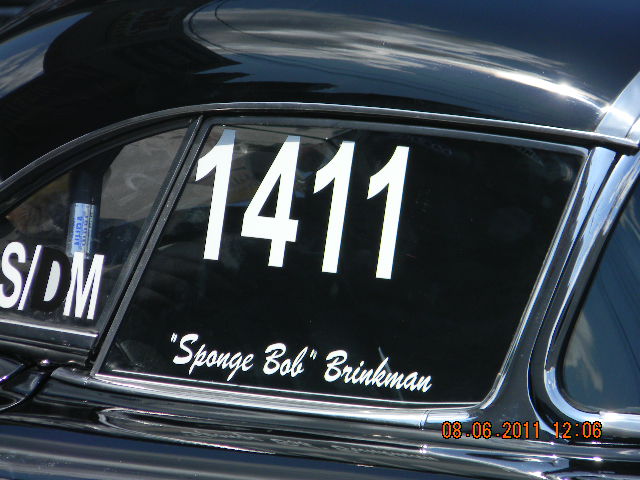 1411
S/DM
"Sponge Bob" Brinkman
08.06.2011 12:06